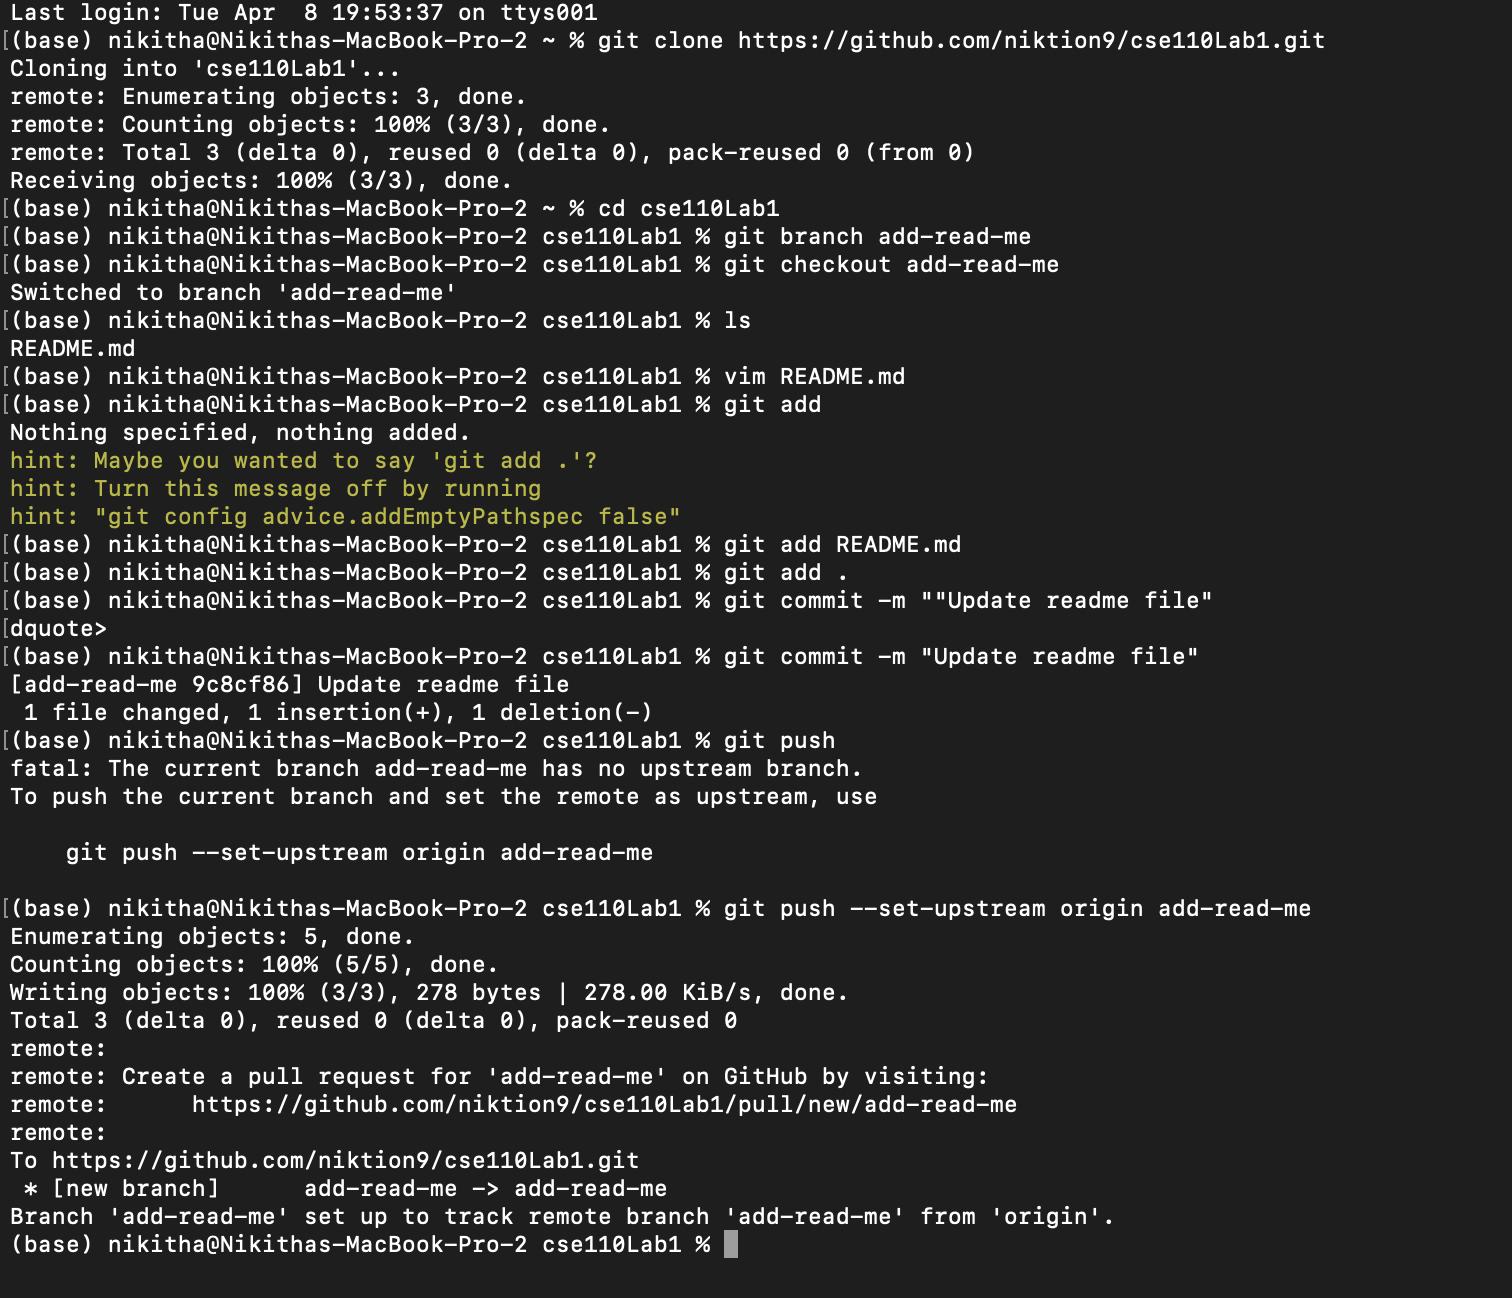 Last login: Tue Apr  8 19:53:37 on ttys001
[(base) nikitha@Nikithas-MacBook-Pro-2 ~ % git clone https://github.com/niktion9/cse110Lab1.git
Cloning into 'cse110Lab1'...
remote: Enumerating objects: 3, done.
remote: Counting objects: 100% (3/3), done.
remote: Total 3 (delta 0), reused 0 (delta 0), pack-reused 0 (from 0)
Receiving objects: 100% (3/3), done.
[(base) nikitha@Nikithas-MacBook-Pro-2 ~ % cd cse110Lab1
[(base) nikitha@Nikithas-MacBook-Pro-2 cse110Lab1 % git branch add-read-me
[(base) nikitha@Nikithas-MacBook-Pro-2 cse110Lab1 % git checkout add-read-me
Switched to branch 'add-read-me'
[(base) nikitha@Nikithas-MacBook-Pro-2 cse110Lab1 % ls
README.md
[(base) nikitha@Nikithas-MacBook-Pro-2 cse110Lab1 % vim README.md
[(base) nikitha@Nikithas-MacBook-Pro-2 cse110Lab1 % git add
Nothing specified, nothing added.
hint: Maybe you wanted to say 'git add .'?
hint: Turn this message off by running
hint: "git config advice.addEmptyPathspec false"
[(base) nikitha@Nikithas-MacBook-Pro-2 cse110Lab1 % git add README.md
[(base) nikitha@Nikithas-MacBook-Pro-2 cse110Lab1 % git add .
[(base) nikitha@Nikithas-MacBook-Pro-2 cse110Lab1 % git commit -m ""Update readme file"
[dquote>
[(base) nikitha@Nikithas-MacBook-Pro-2 cse110Lab1 % git commit -m "Update readme file"
[add-read-me 9c8cf86] Update readme file
 1 file changed, 1 insertion(+), 1 deletion(-)
[(base) nikitha@Nikithas-MacBook-Pro-2 cse110Lab1 % git push
fatal: The current branch add-read-me has no upstream branch.
To push the current branch and set the remote as upstream, use
    git push --set-upstream origin add-read-me
[(base) nikitha@Nikithas-MacBook-Pro-2 cse110Lab1 % git push --set-upstream origin add-read-me
Enumerating objects: 5, done.
Counting objects: 100% (5/5), done.
Writing objects: 100% (3/3), 278 bytes | 278.00 KiB/s, done.
Total 3 (delta 0), reused 0 (delta 0), pack-reused 0
remote:
remote: Create a pull request for 'add-read-me' on GitHub by visiting:
remote:      https://github.com/niktion9/cse110Lab1/pull/new/add-read-me
remote:
To https://github.com/niktion9/cse110Lab1.git
 * [new branch]      add-read-me -> add-read-me
Branch 'add-read-me' set up to track remote branch 'add-read-me' from 'origin'.
(base) nikitha@Nikithas-MacBook-Pro-2 cse110Lab1 %